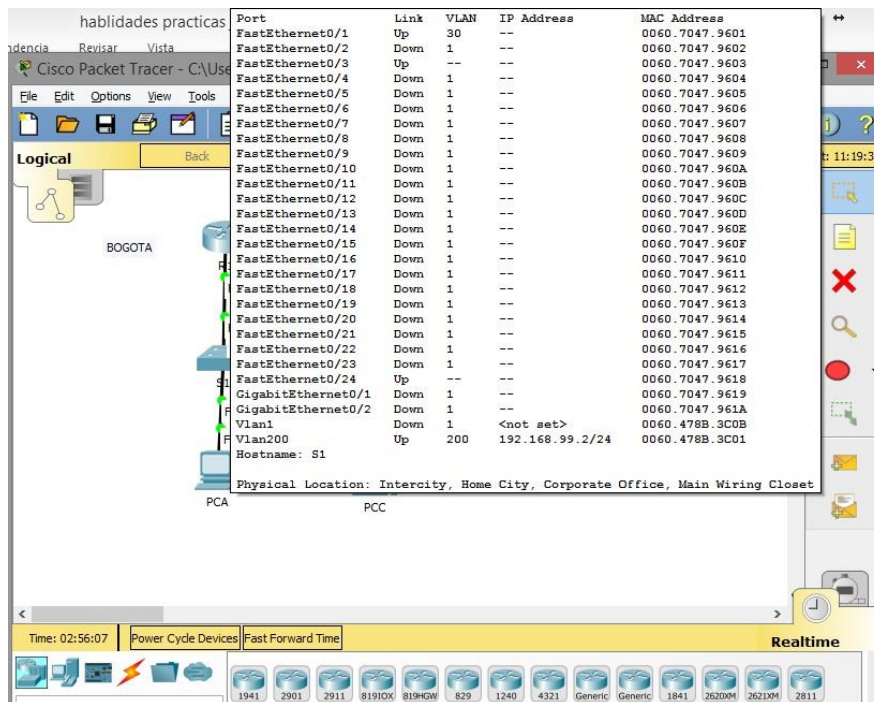 hablidades practicas
Revisar Vista
Cisco Packet Tracer - C:\Use
File Edit Options View Tools
Logical Back
t: 11:19:3
BOGOTA
Port Link VLAN IP Address MAC Address
FastEthernet0/1 Up 30 -- 0060.7047.9601
FastEthernet0/2 Down 1 -- 0060.7047.9602
FastEthernet0/3 Up -- -- 0060.7047.9603
FastEthernet0/4 Down 1 -- 0060.7047.9604
FastEthernet0/5 Down 1 -- 0060.7047.9605
FastEthernet0/6 Down 1 -- 0060.7047.9606
FastEthernet0/7 Down 1 -- 0060.7047.9607
FastEthernet0/8 Down 1 -- 0060.7047.9608
FastEthernet0/9 Down 1 -- 0060.7047.9609
FastEthernet0/10 Down 1 -- 0060.7047.960A
FastEthernet0/11 Down 1 -- 0060.7047.960B
FastEthernet0/12 Down 1 -- 0060.7047.960C
FastEthernet0/13 Down 1 -- 0060.7047.960D
FastEthernet0/14 Down 1 -- 0060.7047.960E
FastEthernet0/15 Down 1 -- 0060.7047.960F
FastEthernet0/16 Down 1 -- 0060.7047.9610
FastEthernet0/17 Down 1 -- 0060.7047.9611
FastEthernet0/18 Down 1 -- 0060.7047.9612
FastEthernet0/19 Down 1 -- 0060.7047.9613
FastEthernet0/20 Down 1 -- 0060.7047.9614
FastEthernet0/21 Down 1 -- 0060.7047.9615
FastEthernet0/22 Down 1 -- 0060.7047.9616
FastEthernet0/23 Down 1 -- 0060.7047.9617
FastEthernet0/24 Up -- -- 0060.7047.9618
GigabitEthernet0/1 Down 1 -- 0060.7047.9619
GigabitEthernet0/2 Down 1 -- 0060.7047.961A
Vlan1 Down 1 <not set> 0060.478B.3C0B
Vlan200 Up 200 192.168.99.2/24 0060.478B.3C01
Hostname: S1
Physical Location: Intercity, Home City, Corporate Office, Main Wiring Closet
PCA
PCC
Time: 02:56:07 Power Cycle Devices Fast Forward Time
Realtime
1941 2901 2911 819IOX 819HGW 829 1240 4321 Generic Generic 1841 2620XM 2621XM 2811